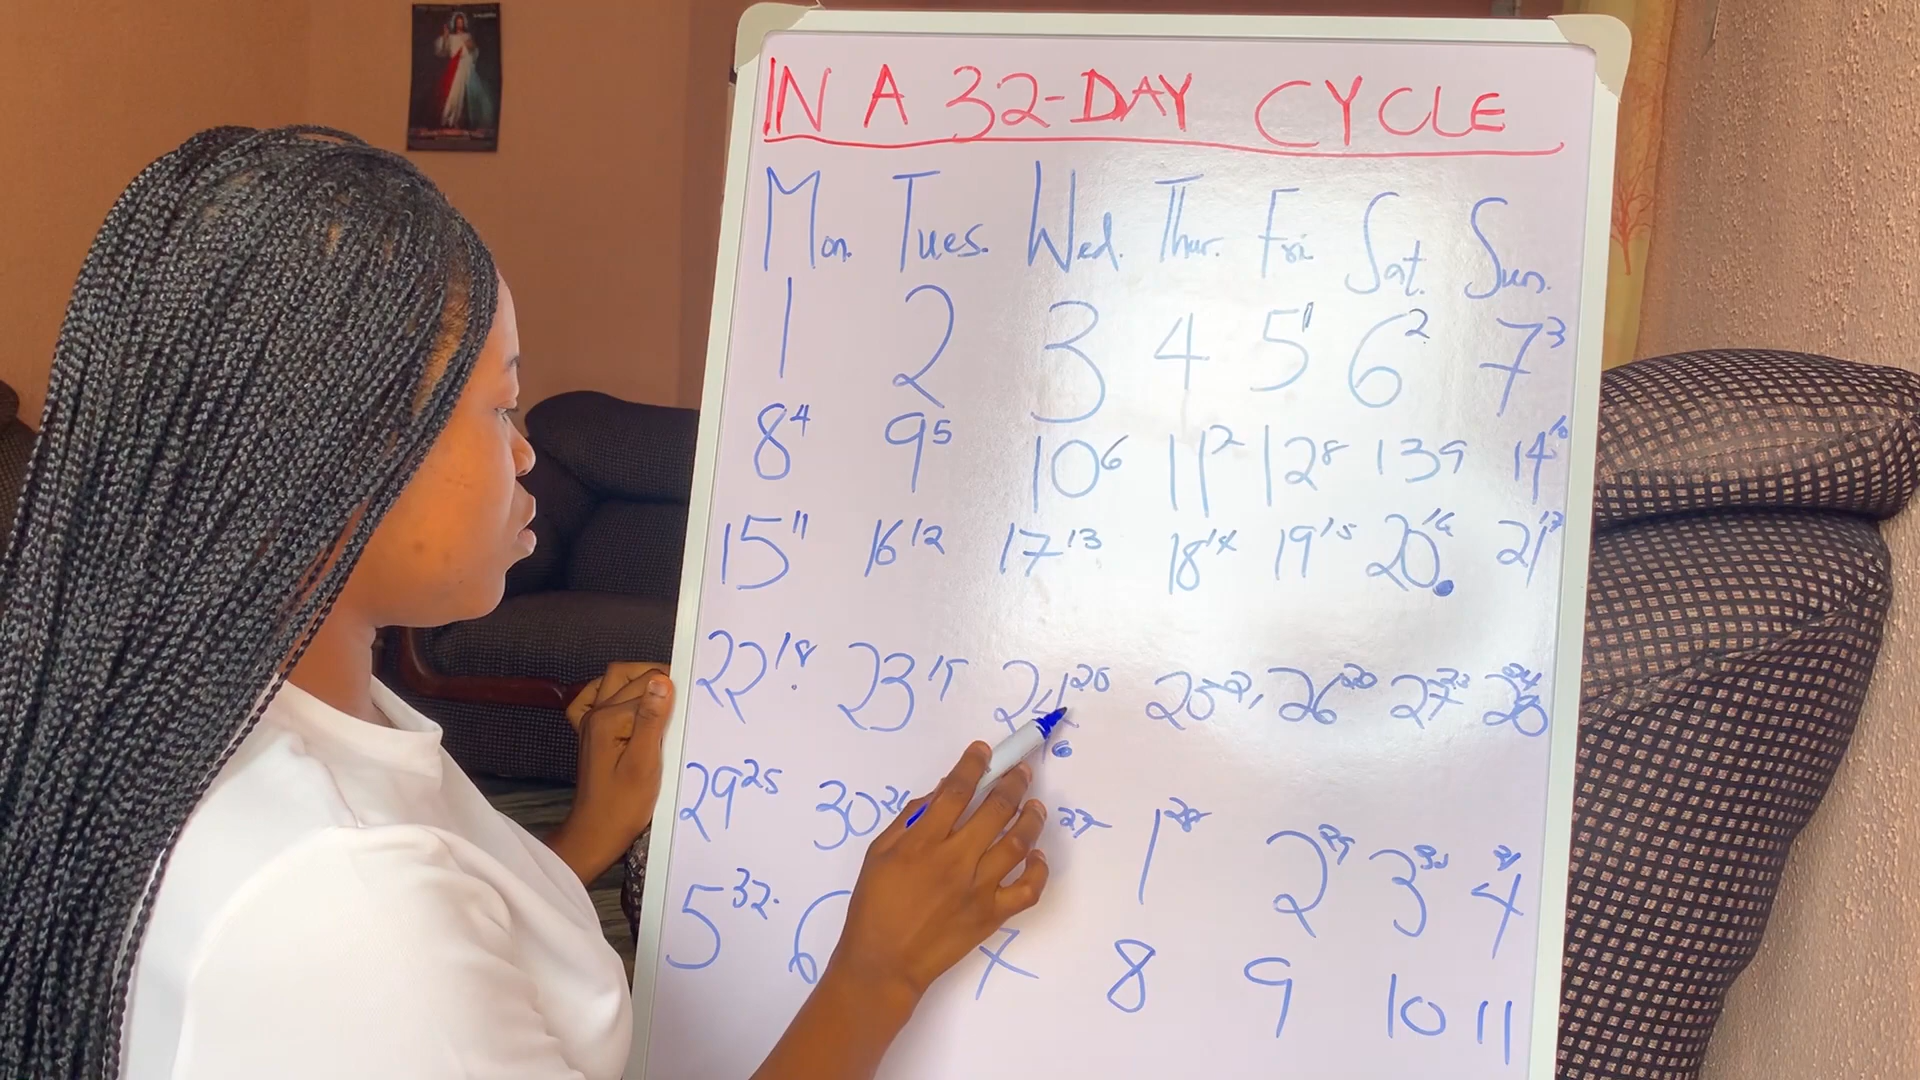 IN A 32-DAY CYCLE
Mon. Tues. Wed. Thur. Fri. Sat. Sun.
1 2 3 4 5 1 6 2 7 3
8 4 9 5 10 6 11 7 12 8 13 9 14 10
15 11 16 12 17 13 18 14 19 15 20 16 21 17
22 18 23 19 24 20 25 21 26 27 28 24
6
29 25 30 27 1 28 2 29 3 30 4 31
5 32 6 7 8 9 10 11